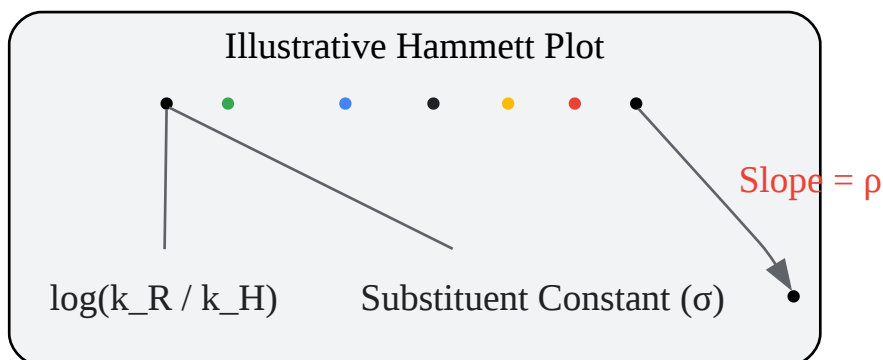 Illustrative Hammett Plot
Slope = ρ
log(k_R / k_H)
Substituent Constant (σ)